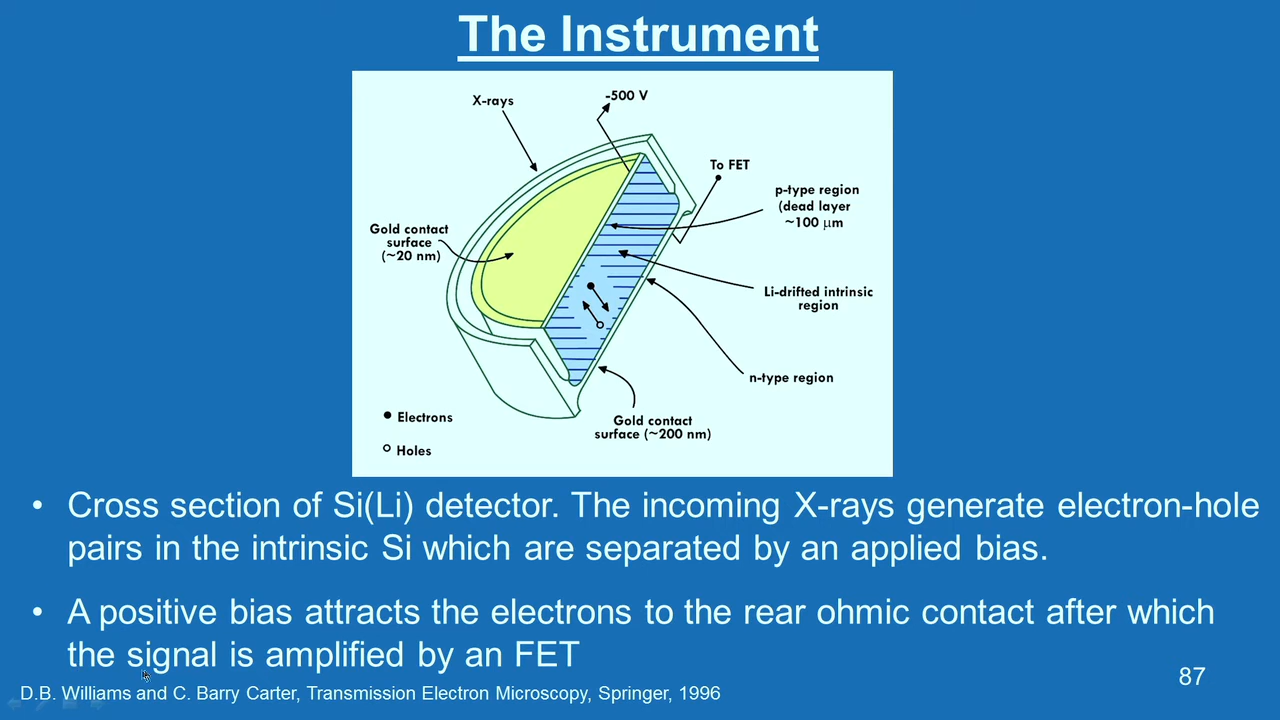 The Instrument
X-rays
-500 V
To FET
p-type region
(dead layer
~100 μm
Gold contact
surface
(~20 nm)
Li-drifted intrinsic
region
n-type region
Gold contact
surface (~200 nm)
Electrons
Holes
• Cross section of Si(Li) detector. The incoming X-rays generate electron-hole
pairs in the intrinsic Si which are separated by an applied bias.
• A positive bias attracts the electrons to the rear ohmic contact after which
the signal is amplified by an FET
87
D.B. Williams and C. Barry Carter, Transmission Electron Microscopy, Springer, 1996